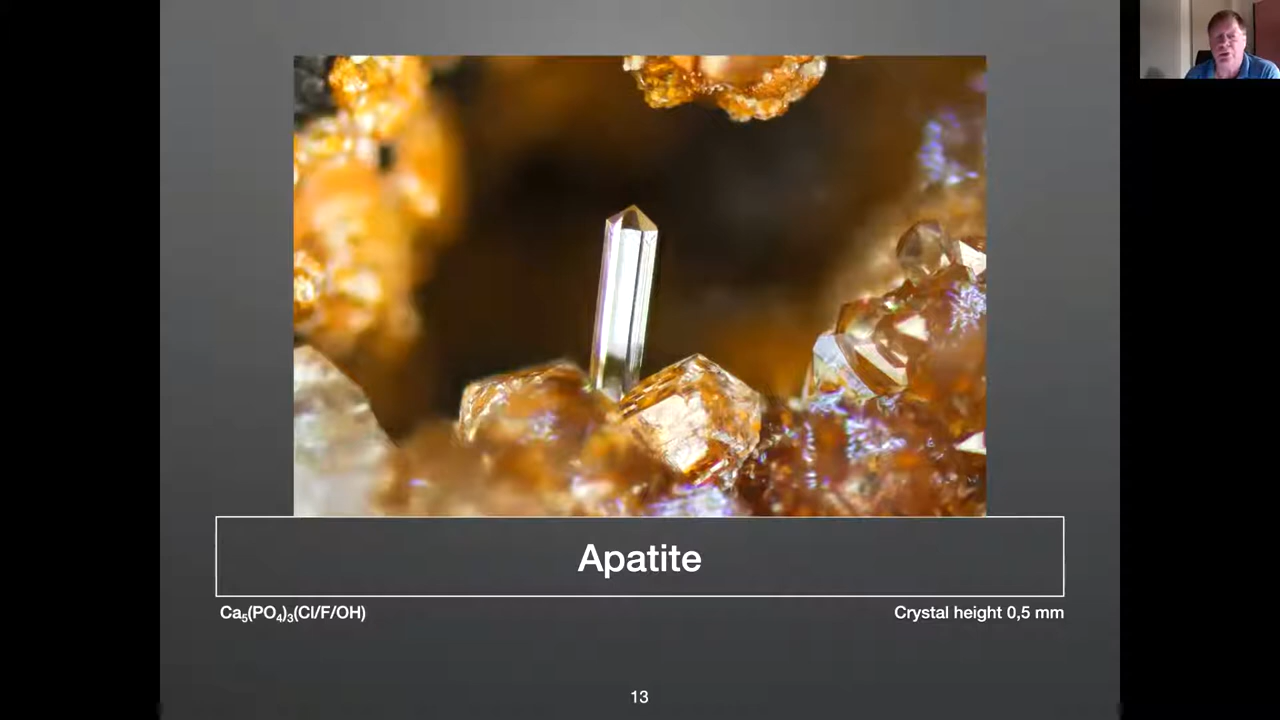 Apatite
Ca₅(PO₄)₃(Cl/F/OH)
Crystal height 0,5 mm
13